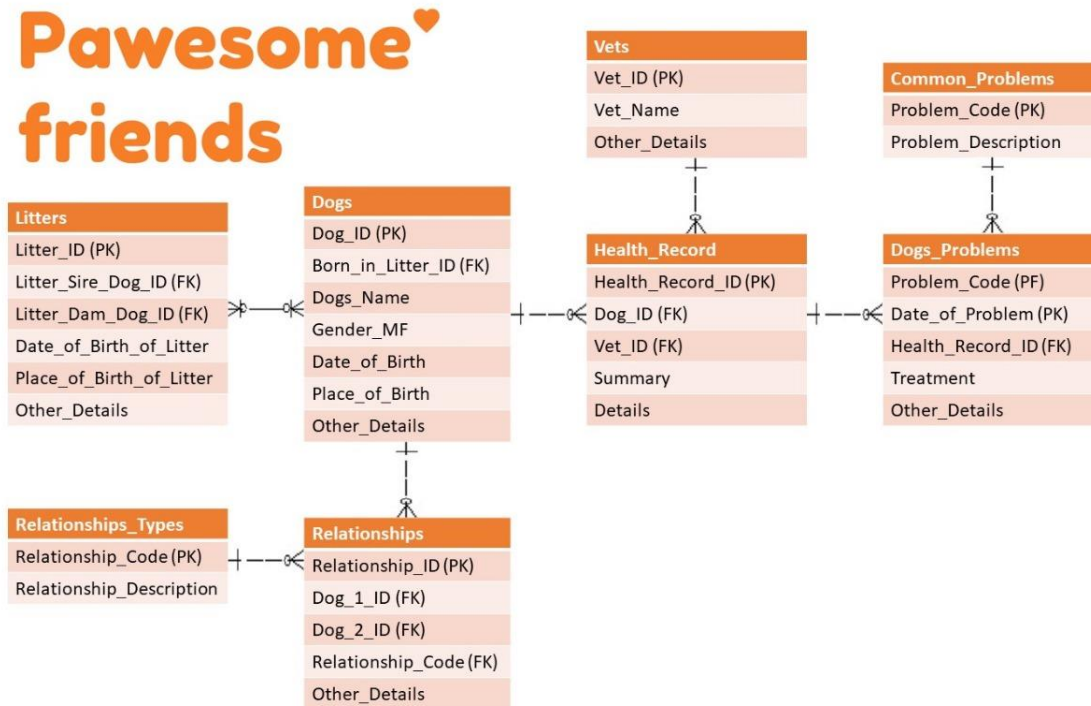 Pawesome
friends
Vets
Vet_ID (PK)
Vet_Name
Other_Details
Common_Problems
Problem_Code (PK)
Problem_Description
Litters
Litter_ID (PK)
Litter_Sire_Dog_ID (FK)
Litter_Dam_Dog_ID (FK)
Date_of_Birth_of_Litter
Place_of_Birth_of_Litter
Other_Details
Dogs
Dog_ID (PK)
Born_in_Litter_ID (FK)
Dogs_Name
Gender_MF
Date_of_Birth
Place_of_Birth
Other_Details
Health_Record
Health_Record_ID (PK)
Dog_ID (FK)
Vet_ID (FK)
Summary
Details
Dogs_Problems
Problem_Code (PF)
Date_of_Problem (PK)
Health_Record_ID (FK)
Treatment
Other_Details
Relationships_Types
Relationship_Code (PK)
Relationship_Description
Relationships
Relationship_ID (PK)
Dog_1_ID (FK)
Dog_2_ID (FK)
Relationship_Code (FK)
Other_Details